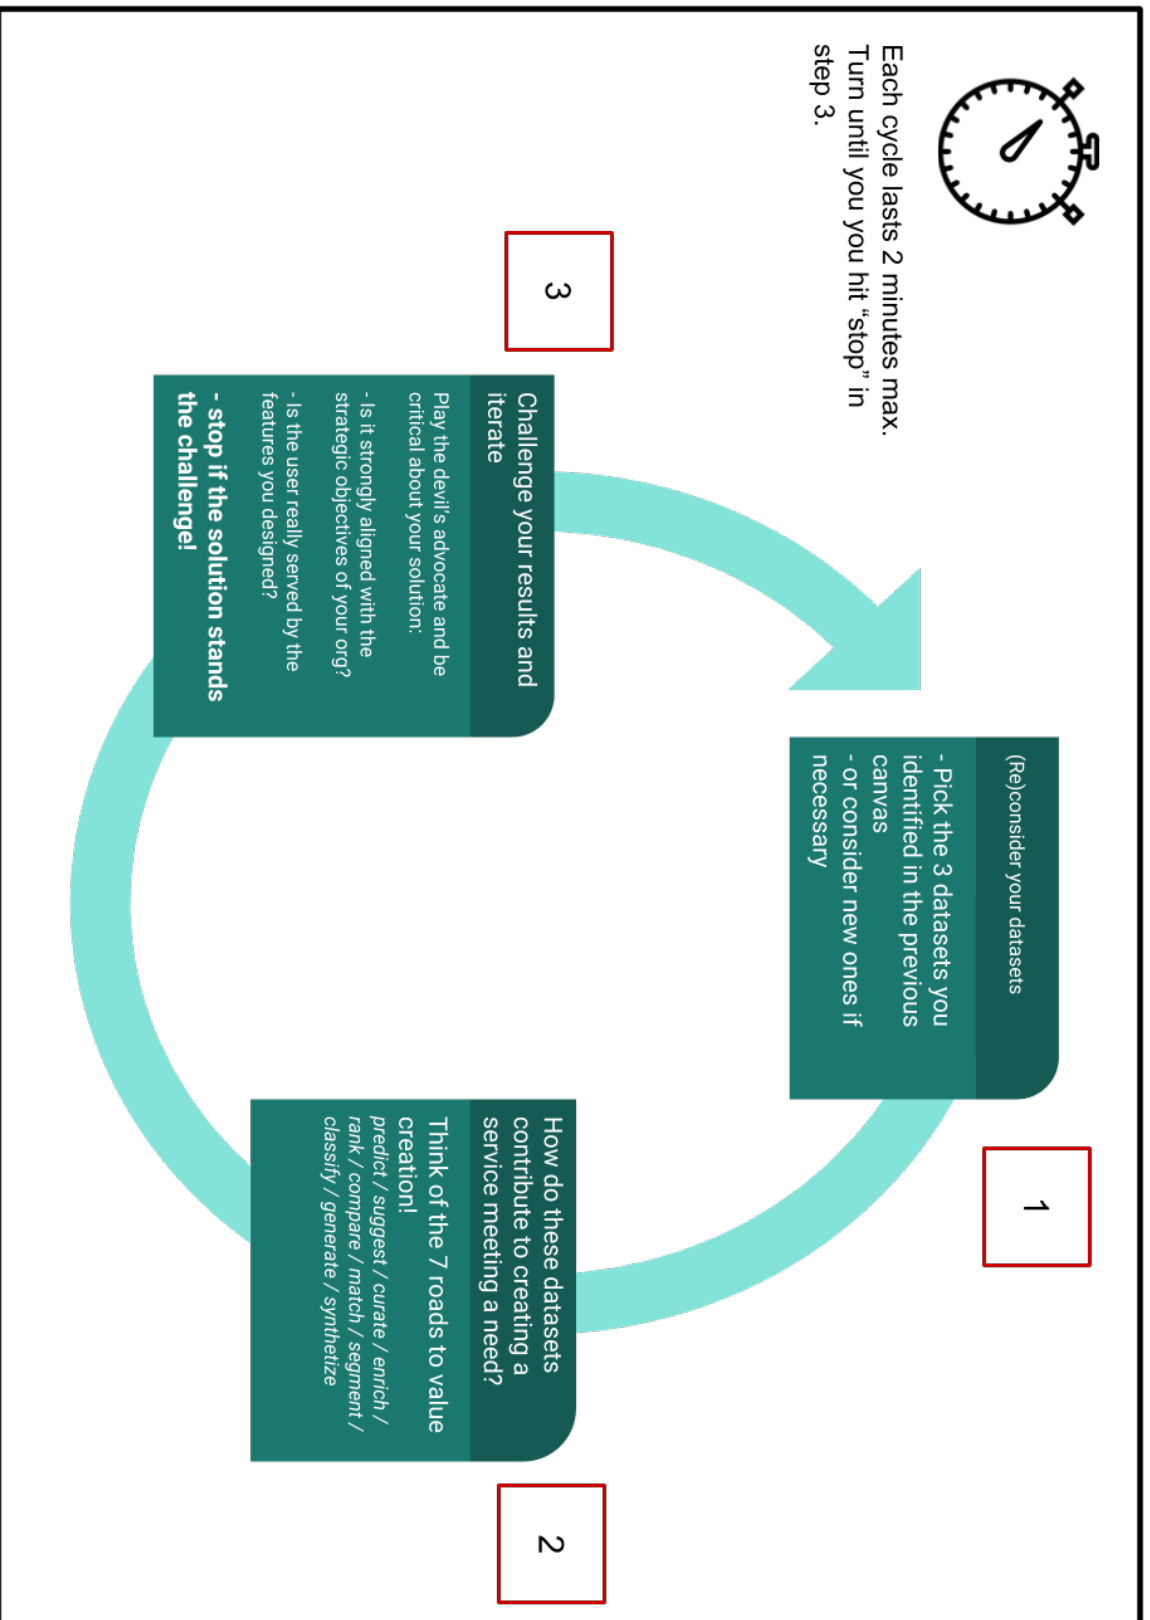 Each cycle lasts 2 minutes max.
Turn until you you hit “stop” in
step 3.
1
(Re)consider your datasets
- Pick the 3 datasets you
identified in the previous
canvas
- or consider new ones if
necessary
2
How do these datasets
contribute to creating a
service meeting a need?
Think of the 7 roads to value
creation!
predict / suggest / curate / enrich /
rank / compare / match / segment /
classify / generate / synthetize
3
Challenge your results and
iterate
Play the devil's advocate and be
critical about your solution:
- Is it strongly aligned with the
strategic objectives of your org?
- Is the user really served by the
features you designed?
- stop if the solution stands
the challenge!